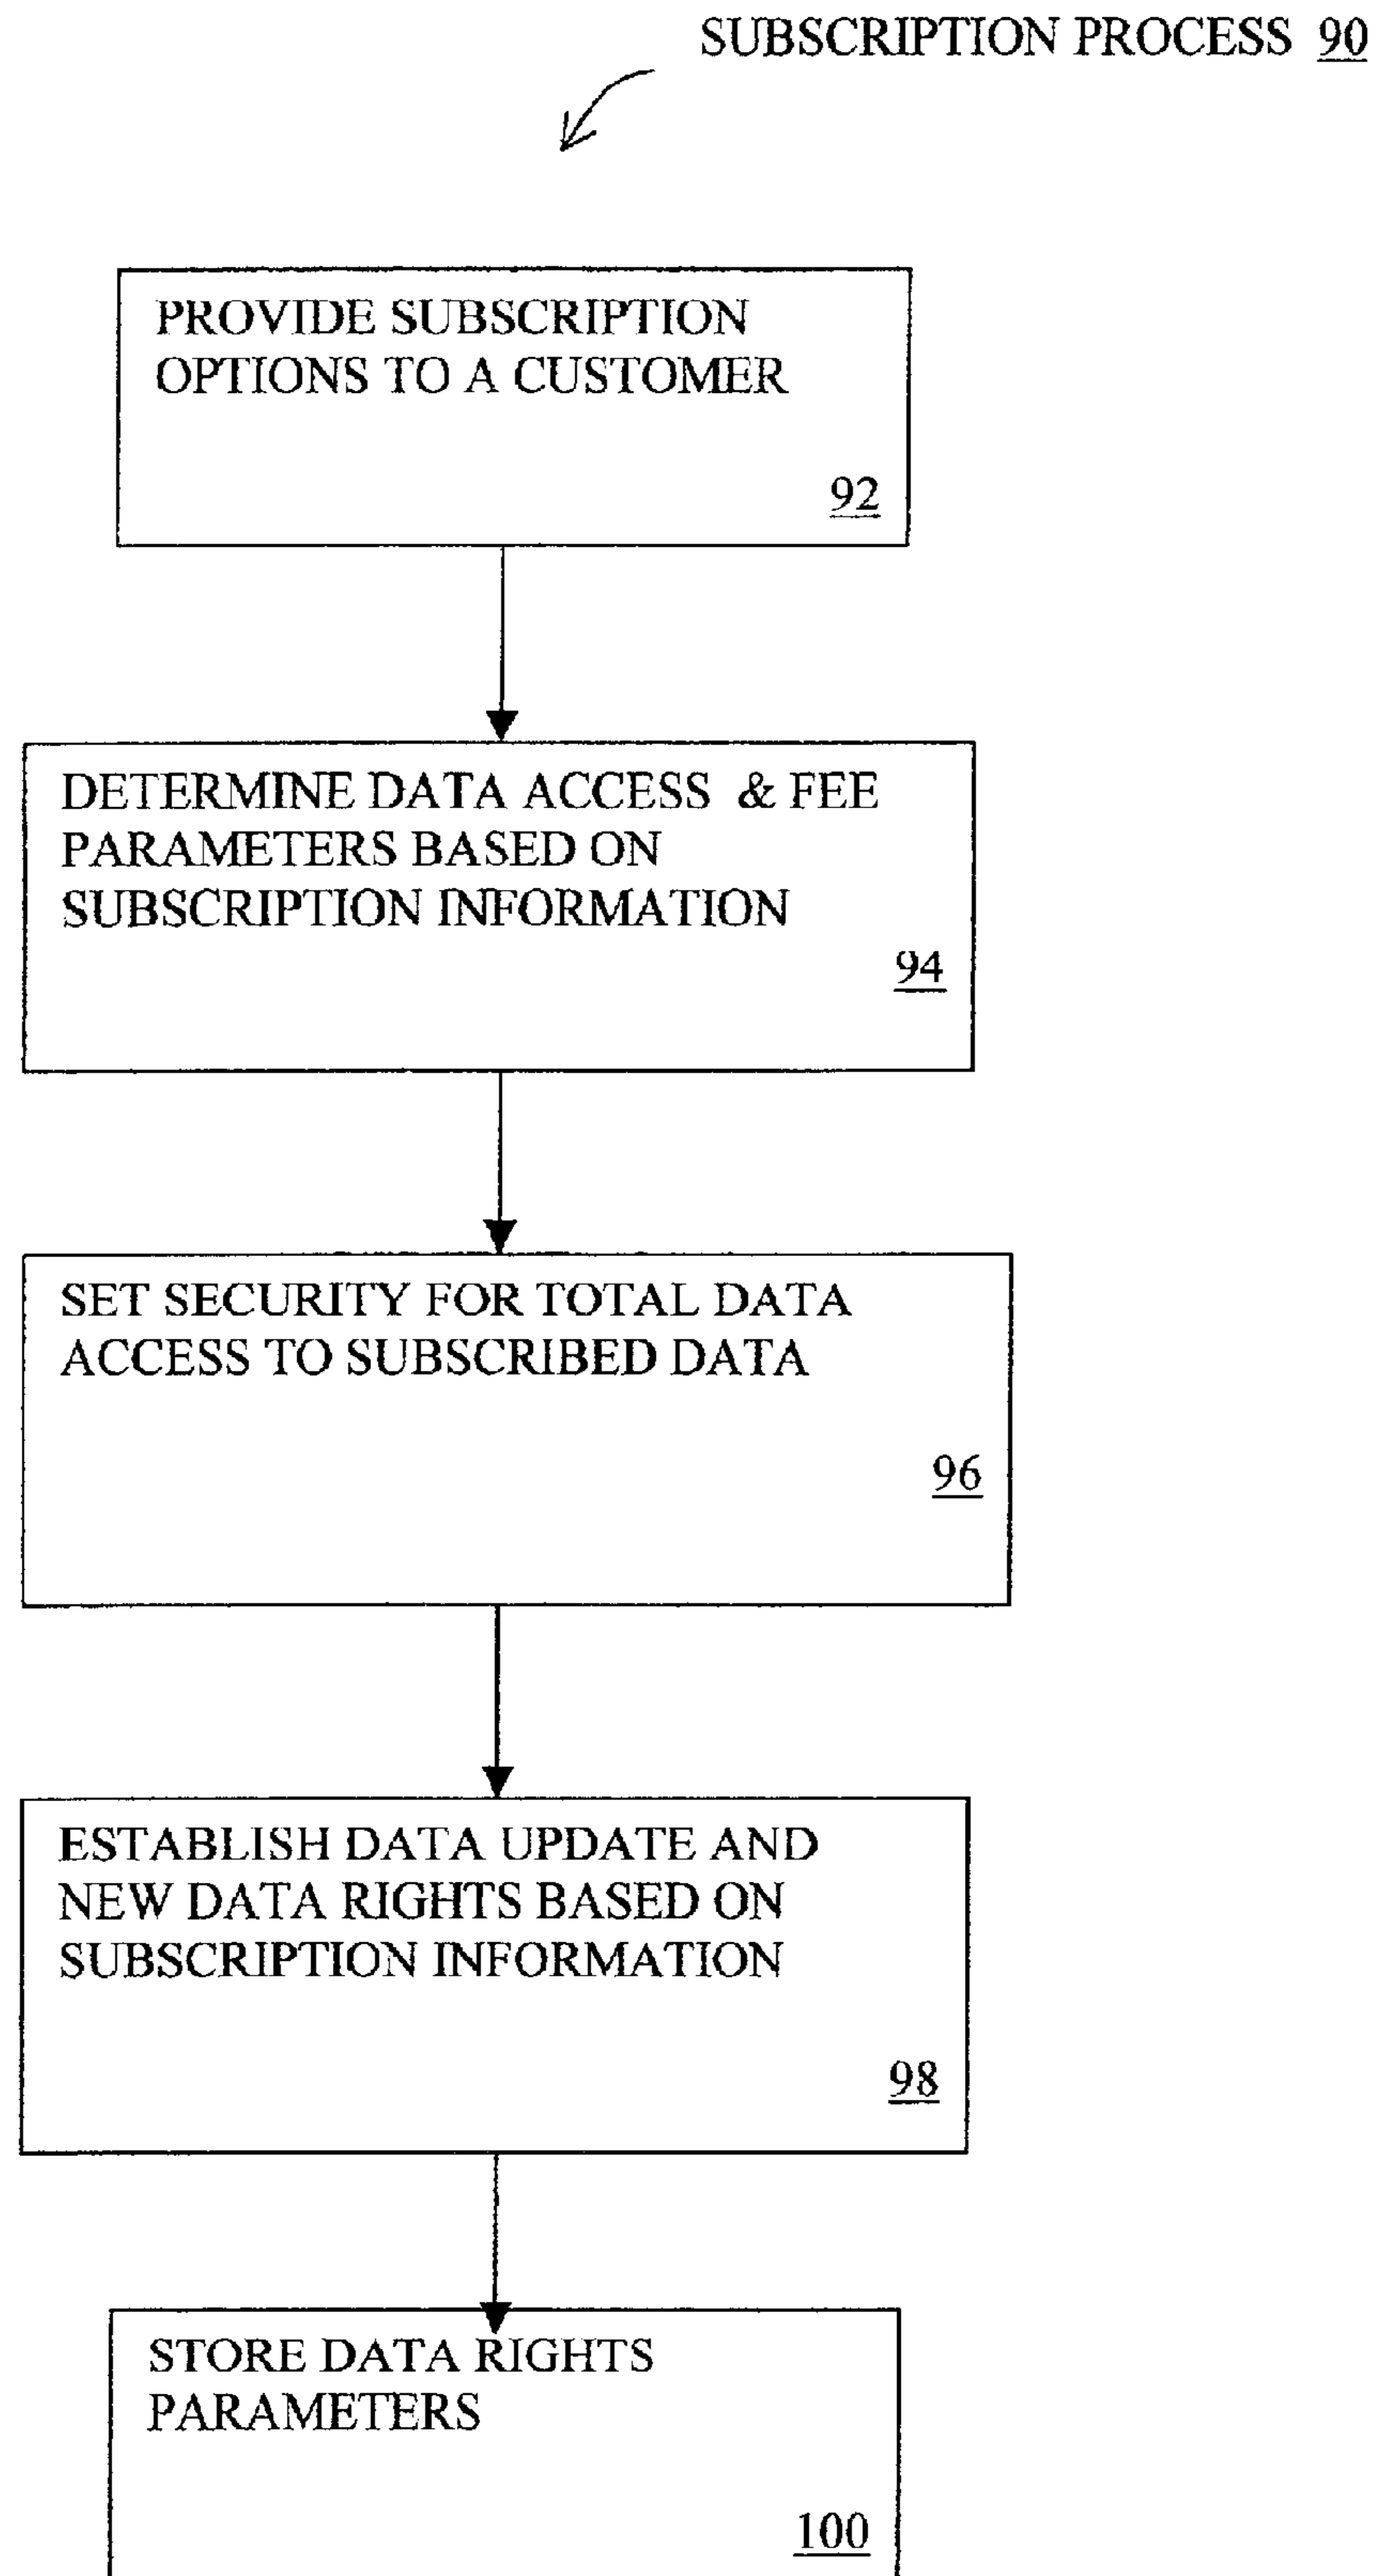 SUBSCRIPTION PROCESS 90
PROVIDE SUBSCRIPTION
OPTIONS TO A CUSTOMER
92
DETERMINE DATA ACCESS & FEE
PARAMETERS BASED ON
SUBSCRIPTION INFORMATION
94
SET SECURITY FOR TOTAL DATA
ACCESS TO SUBSCRIBED DATA
96
ESTABLISH DATA UPDATE AND
NEW DATA RIGHTS BASED ON
SUBSCRIPTION INFORMATION
98
STORE DATA RIGHTS
PARAMETERS
100